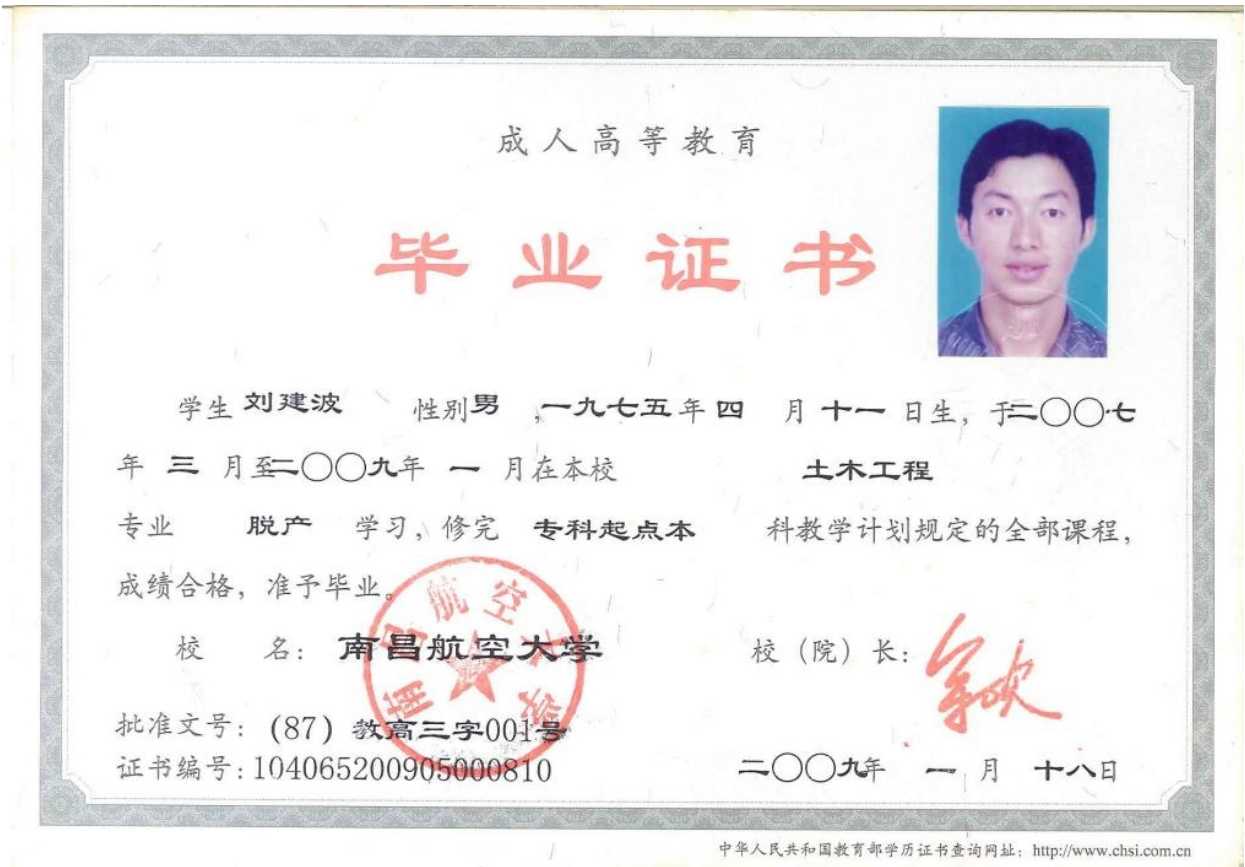 成人高等教育
毕业证书
学生 刘建波 性别 男 ,一九七五年 四 月 十一 日生, 于二〇〇七
年 三 月至二〇〇九年 一 月在本校 土木工程
专业 脱产 学习、修完 专科起点本 科教学计划规定的全部课程,
成绩合格, 准予毕业。
校 名: 南昌航空大学 校 (院) 长:
南昌航空大学
批准文号: (87) 教高三字001号
证书编号: 104065200905000810 二〇〇九年 一 月 十八日
中华人民共和国教育部学历证书查询网址: http://www.chsi.com.cn